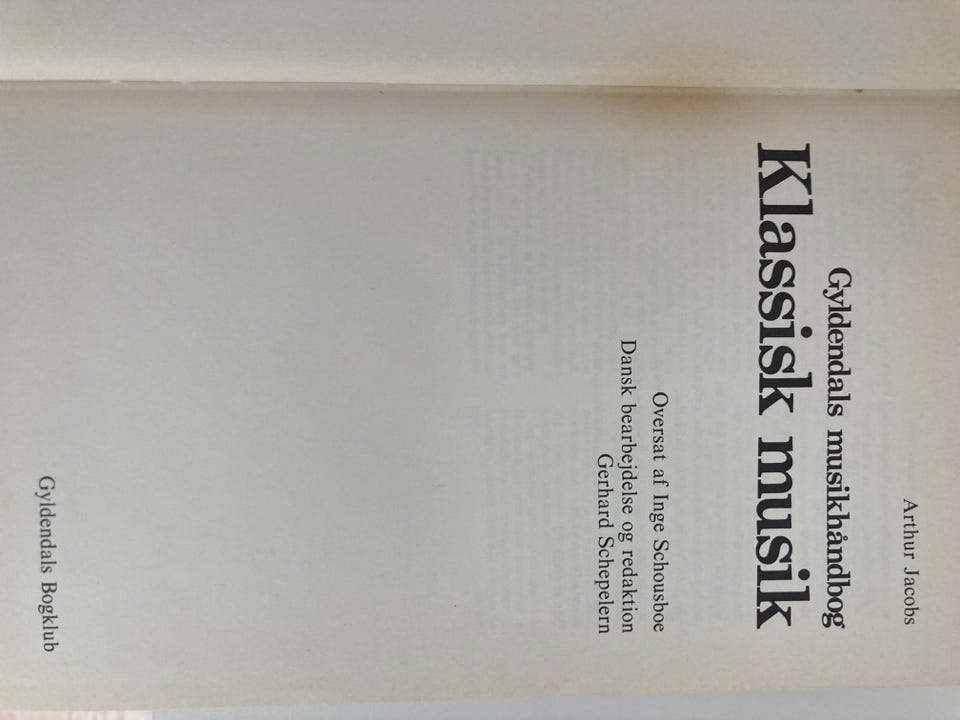 Arthur Jacobs
Gyldendals musikhåndbog
Klassisk musik
Oversat af Inge Schousboe
Dansk bearbejdelse og redaktion
Gerhard Schepelern
Gyldendals Bogklub